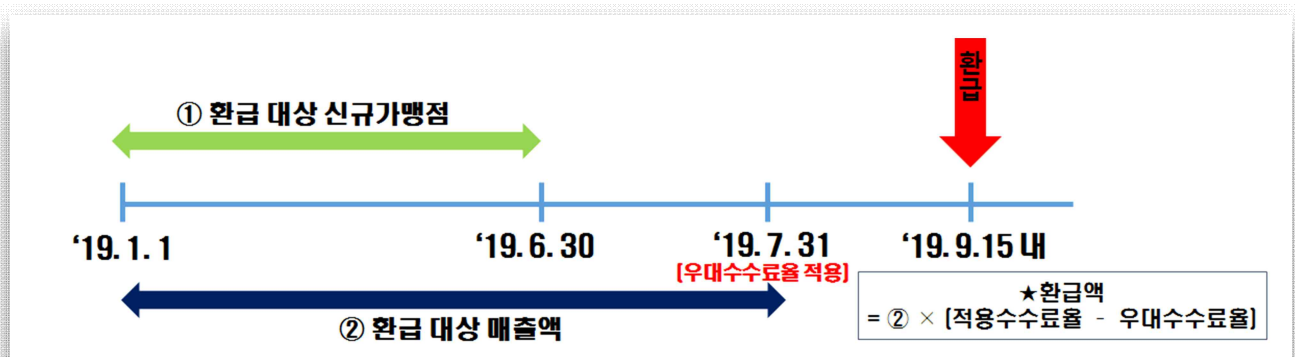 환급
① 환급 대상 신규가맹점
‘19. 1. 1
‘19. 6. 30
‘19. 7. 31
‘19. 9. 15 내
[우대수수료율 적용]
② 환급 대상 매출액
★환급액
= ② × [적용수수료율 - 우대수수료율]